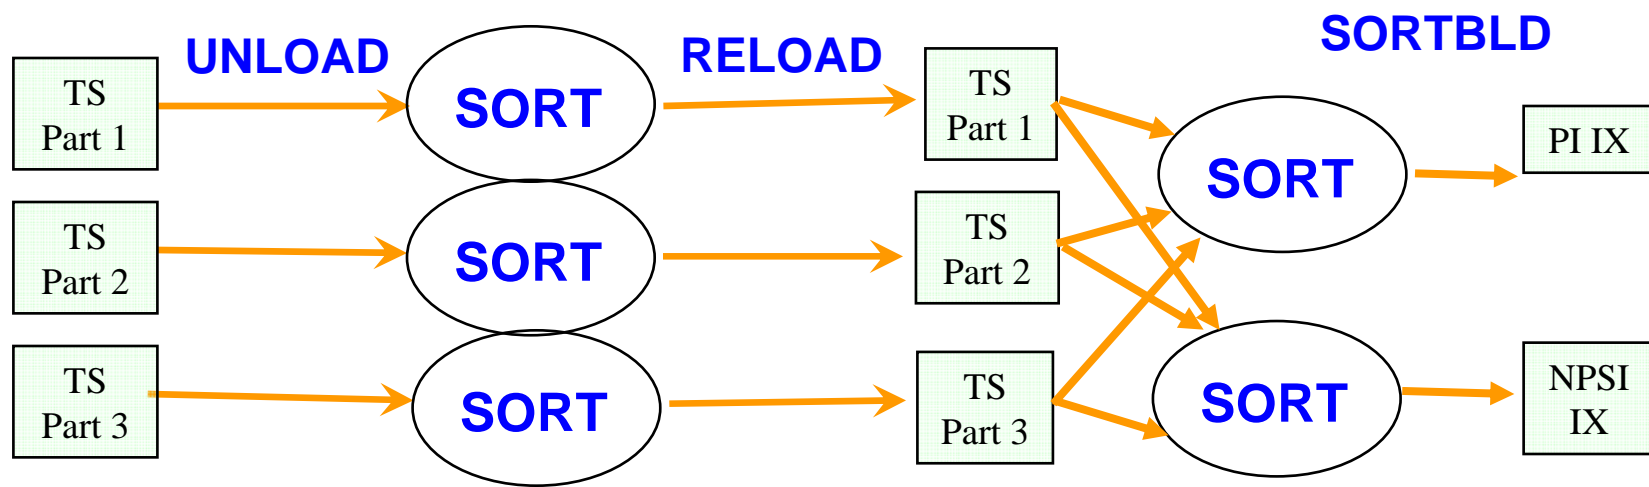 UNLOAD
RELOAD
SORTBLD
TS
Part 1
SORT
TS
Part 1
SORT
PI IX
TS
Part 2
SORT
TS
Part 2
TS
Part 3
SORT
TS
Part 3
SORT
NPSI
IX